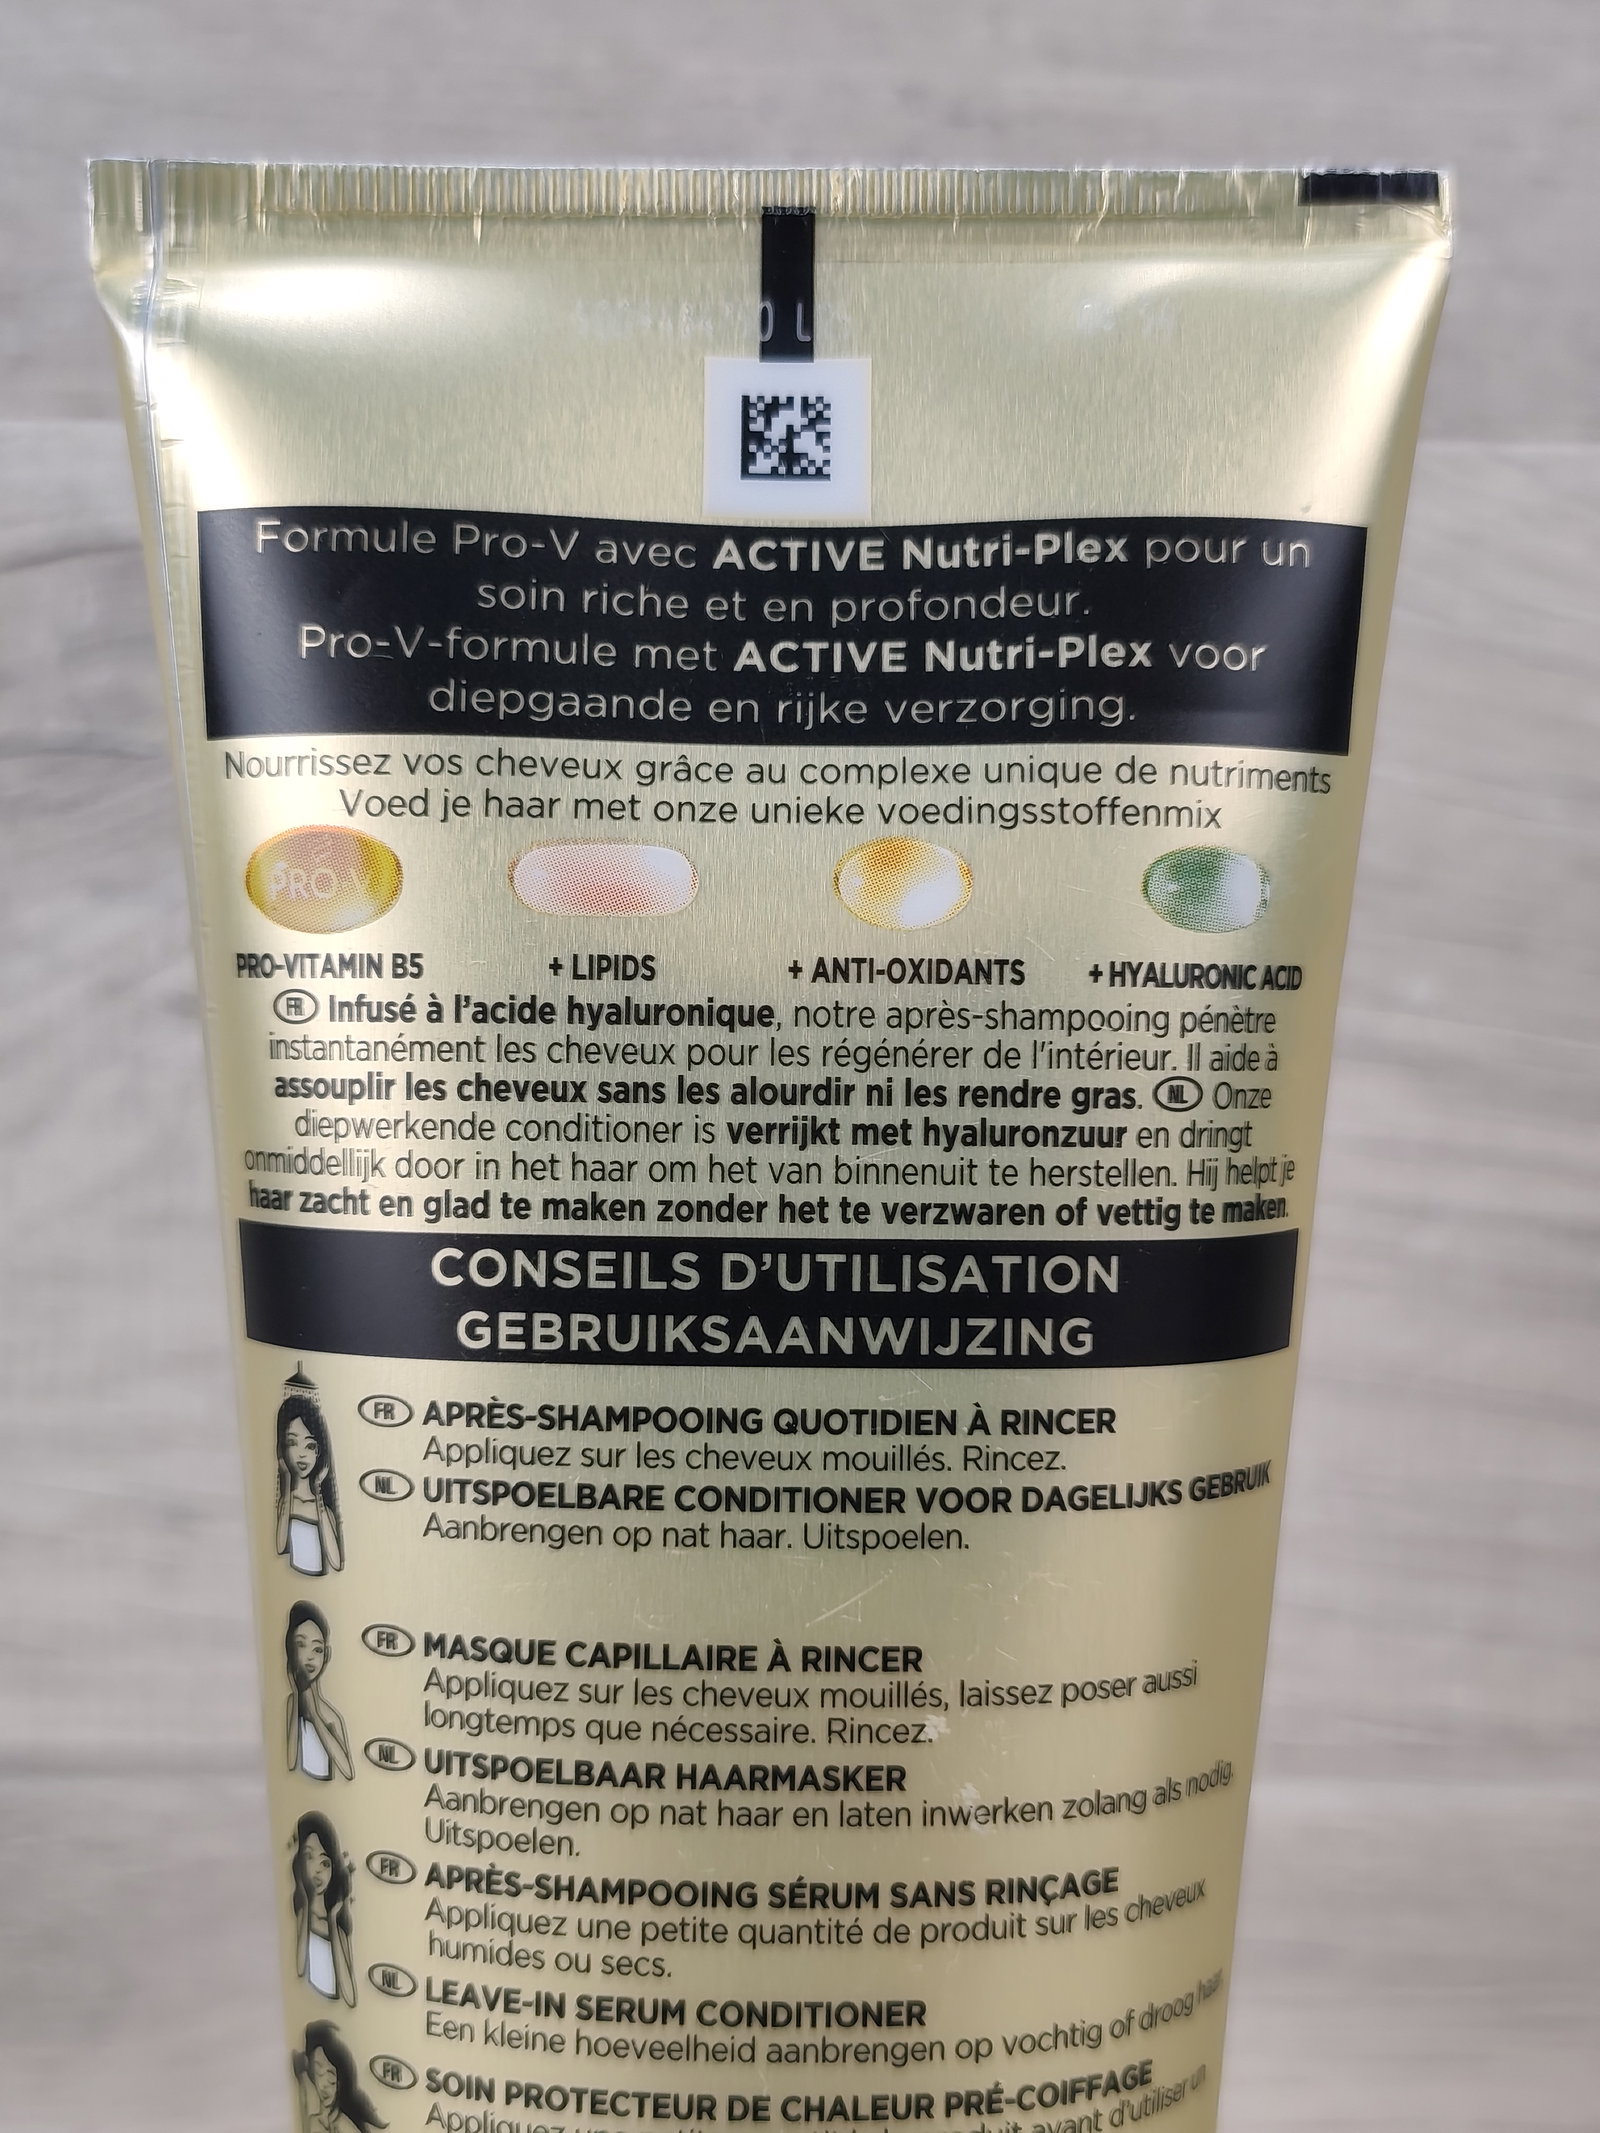 Formule Pro-V avec ACTIVE Nutri-Plex pour un
soin riche et en profondeur.
Pro-V-formule met ACTIVE Nutri-Plex voor
diepgaande en rijke verzorging.
Nourrissez vos cheveux grâce au complexe unique de nutriments
Voed je haar met onze unieke voedingsstoffenmix
PRO-V
PRO-VITAMIN B5 + LIPIDS + ANTI-OXIDANTS + HYALURONIC ACID
FR Infusé à l'acide hyaluronique, notre après-shampooing pénètre
instantanément les cheveux pour les régénérer de l'intérieur. Il aide à
assouplir les cheveux sans les alourdir ni les rendre gras. NL Onze
diepwerkende conditioner is verrijkt met hyaluronzuur en dringt
onmiddellijk door in het haar om het van binnenuit te herstellen. Hij helpt je
haar zacht en glad te maken zonder het te verzwaren of vettig te maken.
CONSEILS D'UTILISATION
GEBRUIKSAANWIJZING
FR APRÈS-SHAMPOOING QUOTIDIEN À RINCER
Appliquez sur les cheveux mouillés. Rincez.
NL UITSPOELBARE CONDITIONER VOOR DAGELIJKS GEBRUIK
Aanbrengen op nat haar. Uitspoelen.
FR MASQUE CAPILLAIRE À RINCER
Appliquez sur les cheveux mouillés, laissez poser aussi
longtemps que nécessaire. Rincez.
NL UITSPOELBAAR HAARMASKER
Aanbrengen op nat haar en laten inwerken zolang als nodig.
Uitspoelen.
FR APRÈS-SHAMPOOING SÉRUM SANS RINÇAGE
Appliquez une petite quantité de produit sur les cheveux
humides ou secs.
NL LEAVE-IN SERUM CONDITIONER
Een kleine hoeveelheid aanbrengen op vochtig of droog haar.
FR SOIN PROTECTEUR DE CHALEUR PRÉ-COIFFAGE
Appliquez une avant d'utiliser un